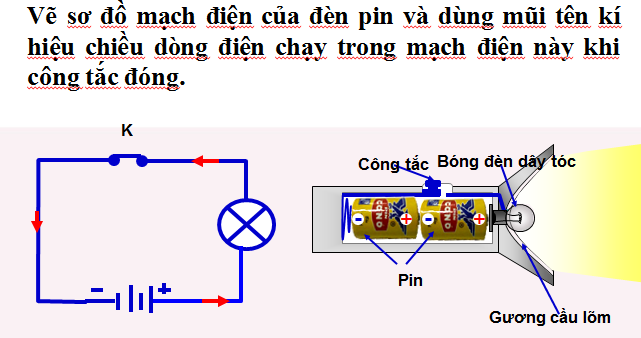 Vẽ sơ đồ mạch điện của đèn pin và dùng mũi tên kí
hiệu chiều dòng điện chạy trong mạch điện này khi
công tắc đóng.
K
Công tắc
Bóng đèn dây tóc
- + - +
- +
Pin
Gương cầu lõm